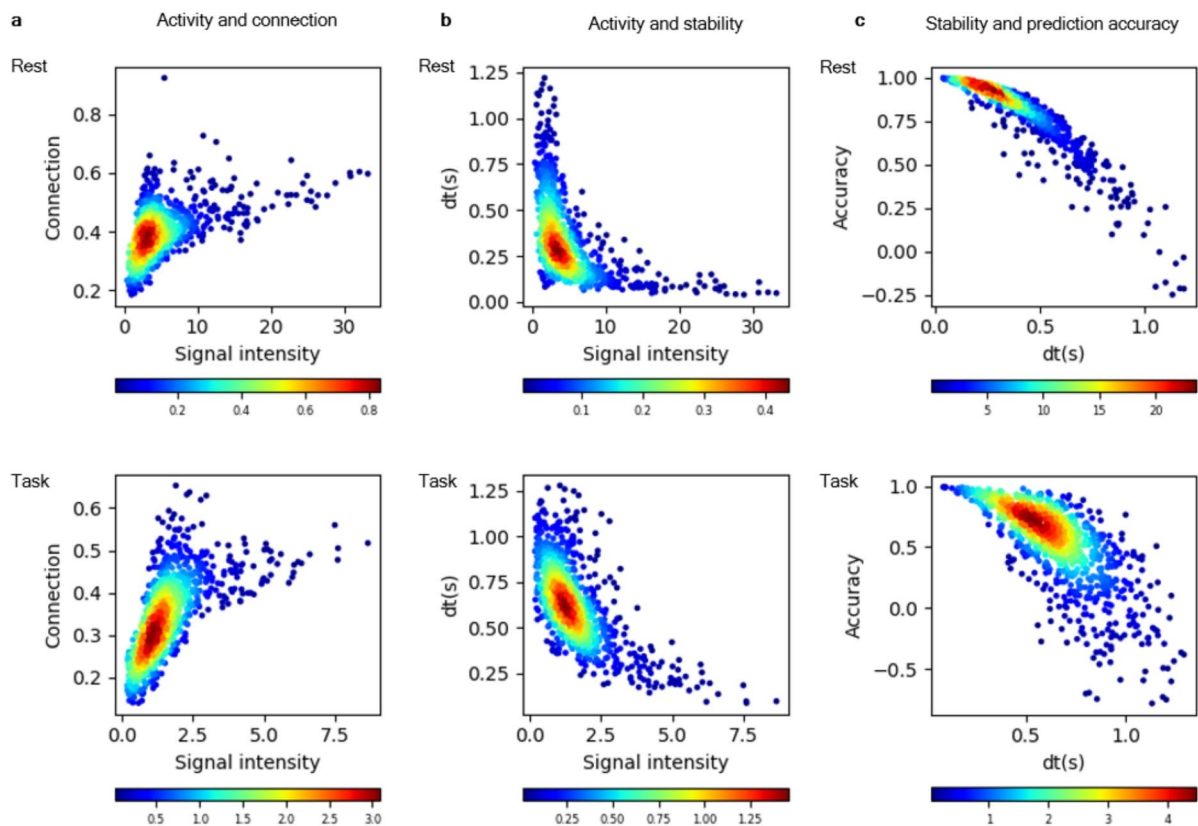 a Activity and connection
Rest
Connection
0.8
0.6
0.4
0.2
0 10 20 30
Signal intensity
0.2 0.4 0.6 0.8
b Activity and stability
Rest
dt(s)
1.25
1.00
0.75
0.50
0.25
0.00
0 10 20 30
Signal intensity
0.1 0.2 0.3 0.4
c Stability and prediction accuracy
Rest
Accuracy
1.00
0.75
0.50
0.25
0.00
−0.25
0.0 0.5 1.0
dt(s)
5 10 15 20
Task
Connection
0.6
0.5
0.4
0.3
0.2
0.0 2.5 5.0 7.5
Signal intensity
0.5 1.0 1.5 2.0 2.5 3.0
Task
dt(s)
1.25
1.00
0.75
0.50
0.25
0.0 2.5 5.0 7.5
Signal intensity
0.25 0.50 0.75 1.00 1.25
Task
Accuracy
1.0
0.5
0.0
−0.5
0.5 1.0
dt(s)
1 2 3 4